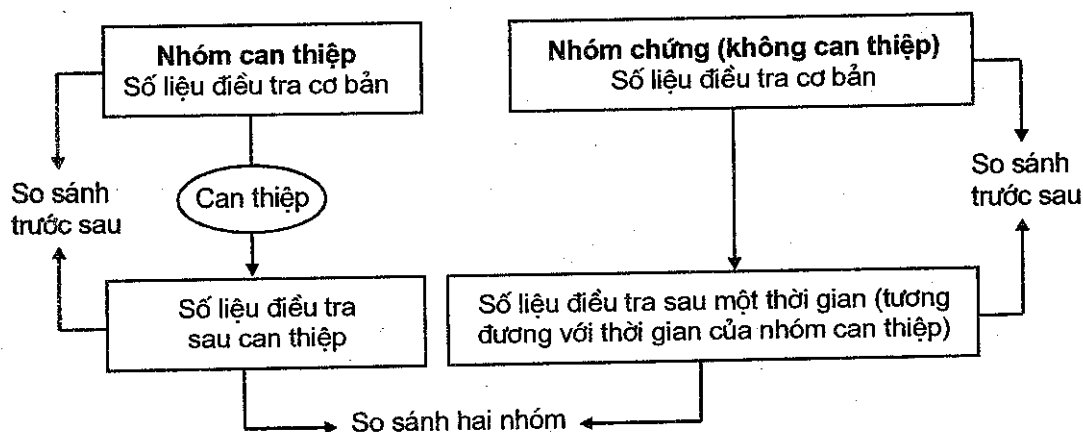 Nhóm can thiệp
Số liệu điều tra cơ bản
Nhóm chứng (không can thiệp)
Số liệu điều tra cơ bản
So sánh
trước sau
Can thiệp
So sánh
trước sau
Số liệu điều tra
sau can thiệp
Số liệu điều tra sau một thời gian (tương
đương với thời gian của nhóm can thiệp)
So sánh hai nhóm